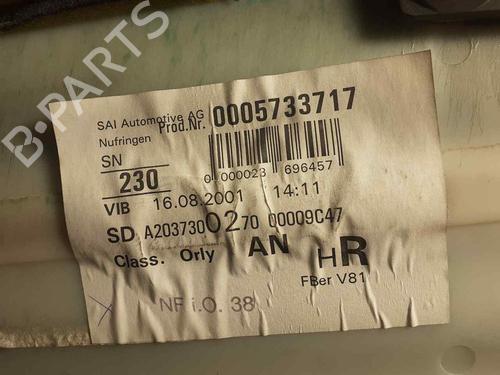 B-PARTS
SAI Automotive AG
Nufringen
Prod.Nr. 0005733717
SN
230
0 000023 696457
VIB 16.08.2001 14:11
SD A2037300270 00009C47
Class. Orly AN HR
FBer V81
NF i.O. 38